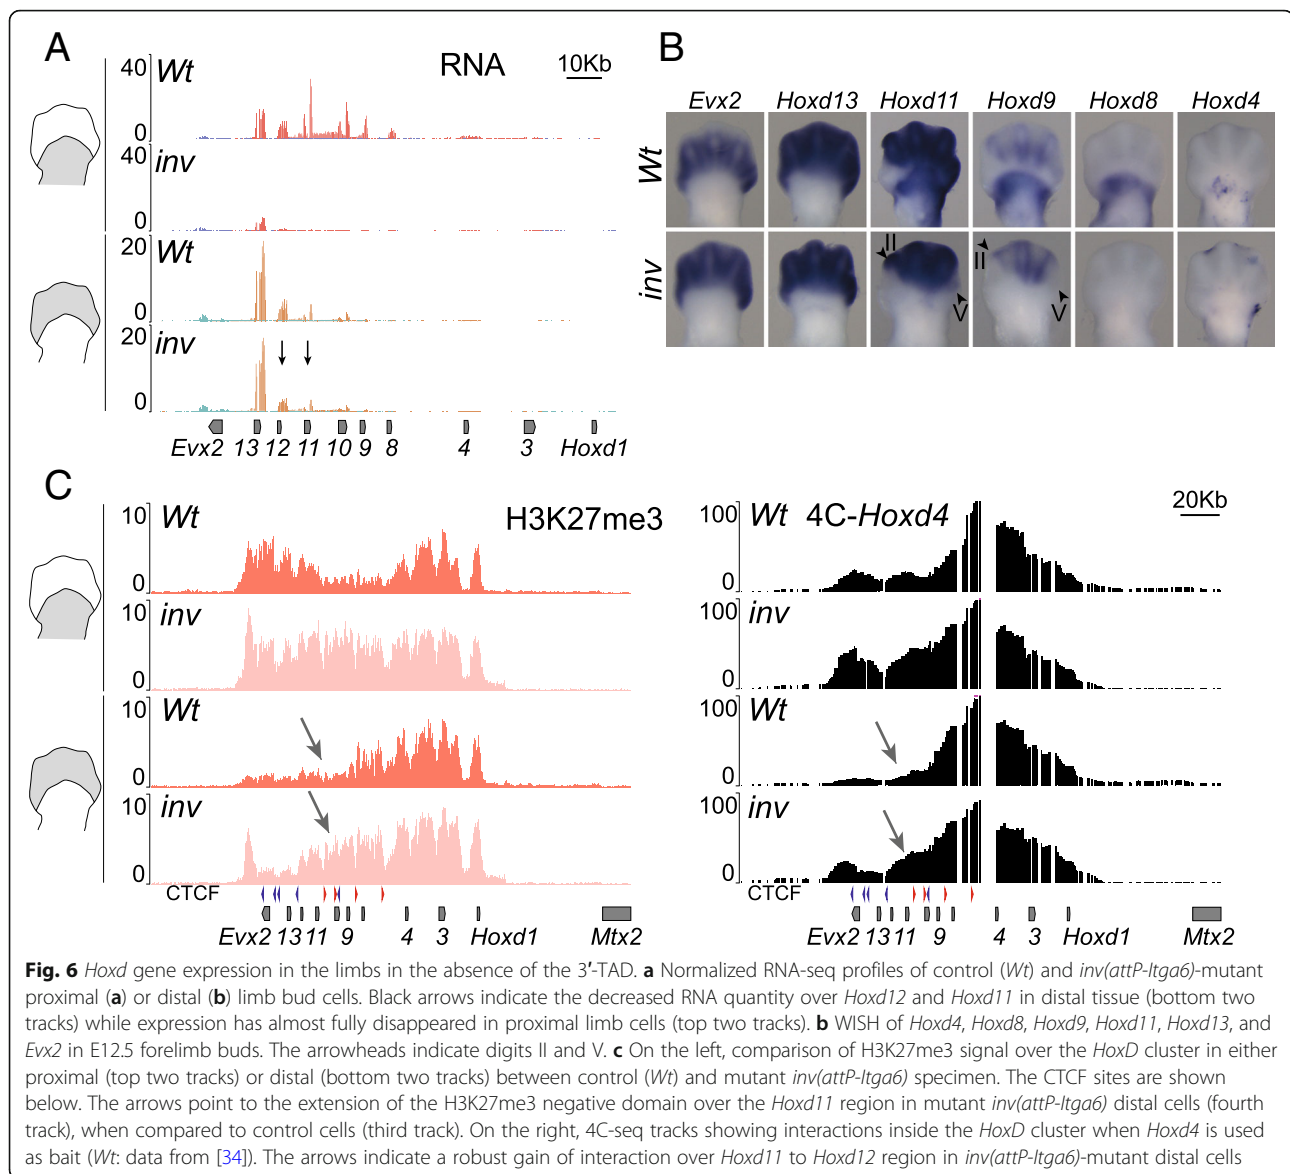 A
RNA
10Kb
40
Wt
0
40
inv
0
20
Wt
0
20
inv
0
Evx2 13 12 11 10 9 8 4 3 Hoxd1
B
Evx2 Hoxd13 Hoxd11 Hoxd9 Hoxd8 Hoxd4
Wt
inv
II
V
II
V
C
H3K27me3
10
Wt
0
10
inv
0
10
Wt
0
10
inv
0
CTCF
Evx2 13 11 9 4 3 Hoxd1 Mtx2
4C-Hoxd4
20Kb
100
Wt
0
100
inv
0
100
Wt
0
100
inv
0
CTCF
Evx2 13 11 9 4 3 Hoxd1 Mtx2
Fig. 6 Hoxd gene expression in the limbs in the absence of the 3′-TAD. a Normalized RNA-seq profiles of control (Wt) and inv(attP-Itga6)-mutant
proximal (a) or distal (b) limb bud cells. Black arrows indicate the decreased RNA quantity over Hoxd12 and Hoxd11 in distal tissue (bottom two
tracks) while expression has almost fully disappeared in proximal limb cells (top two tracks). b WISH of Hoxd4, Hoxd8, Hoxd9, Hoxd11, Hoxd13, and
Evx2 in E12.5 forelimb buds. The arrowheads indicate digits II and V. c On the left, comparison of H3K27me3 signal over the HoxD cluster in either
proximal (top two tracks) or distal (bottom two tracks) between control (Wt) and mutant inv(attP-Itga6) specimen. The CTCF sites are shown
below. The arrows point to the extension of the H3K27me3 negative domain over the Hoxd11 region in mutant inv(attP-Itga6) distal cells (fourth
track), when compared to control cells (third track). On the right, 4C-seq tracks showing interactions inside the HoxD cluster when Hoxd4 is used
as bait (Wt: data from [34]). The arrows indicate a robust gain of interaction over Hoxd11 to Hoxd12 region in inv(attP-Itga6)-mutant distal cells